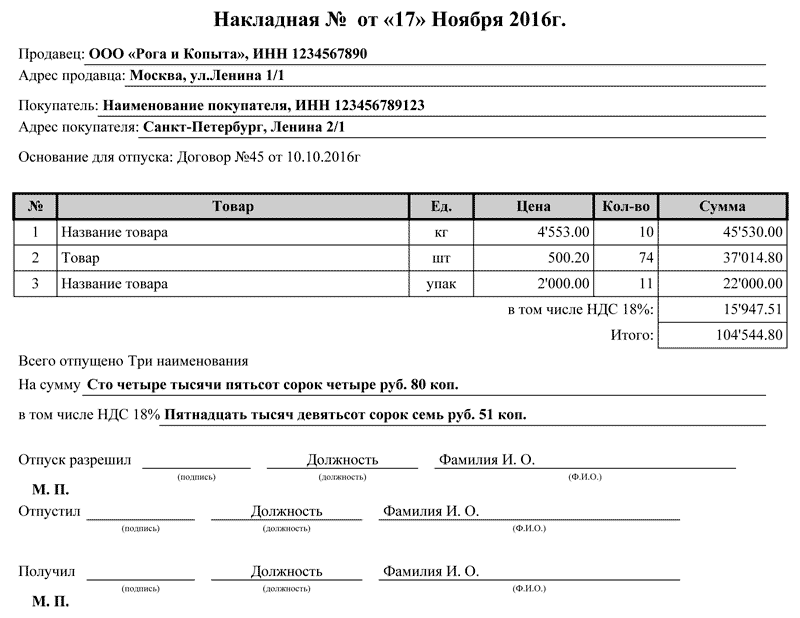 Накладная № от «17» Ноября 2016г.
Продавец: ООО «Рога и Копыта», ИНН 1234567890
Адрес продавца: Москва, ул.Ленина 1/1
Покупатель: Наименование покупателя, ИНН 123456789123
Адрес покупателя: Санкт-Петербург, Ленина 2/1
Основание для отпуска: Договор №45 от 10.10.2016г
№ Товар Ед. Цена Кол-во Сумма
1 Название товара кг 4'553.00 10 45'530.00
2 Товар шт 500.20 74 37'014.80
3 Название товара упак 2'000.00 11 22'000.00
в том числе НДС 18%: 15'947.51
Итого: 104'544.80
Всего отпущено Три наименования
На сумму Сто четыре тысячи пятьсот сорок четыре руб. 80 коп.
в том числе НДС 18% Пятнадцать тысяч девятьсот сорок семь руб. 51 коп.
Отпуск разрешил Должность Фамилия И. О.
(подпись) (должность) (Ф.И.О.)
М. П.
Отпустил Должность Фамилия И. О.
(подпись) (должность) (Ф.И.О.)
Получил Должность Фамилия И. О.
(подпись) (должность) (Ф.И.О.)
М. П.